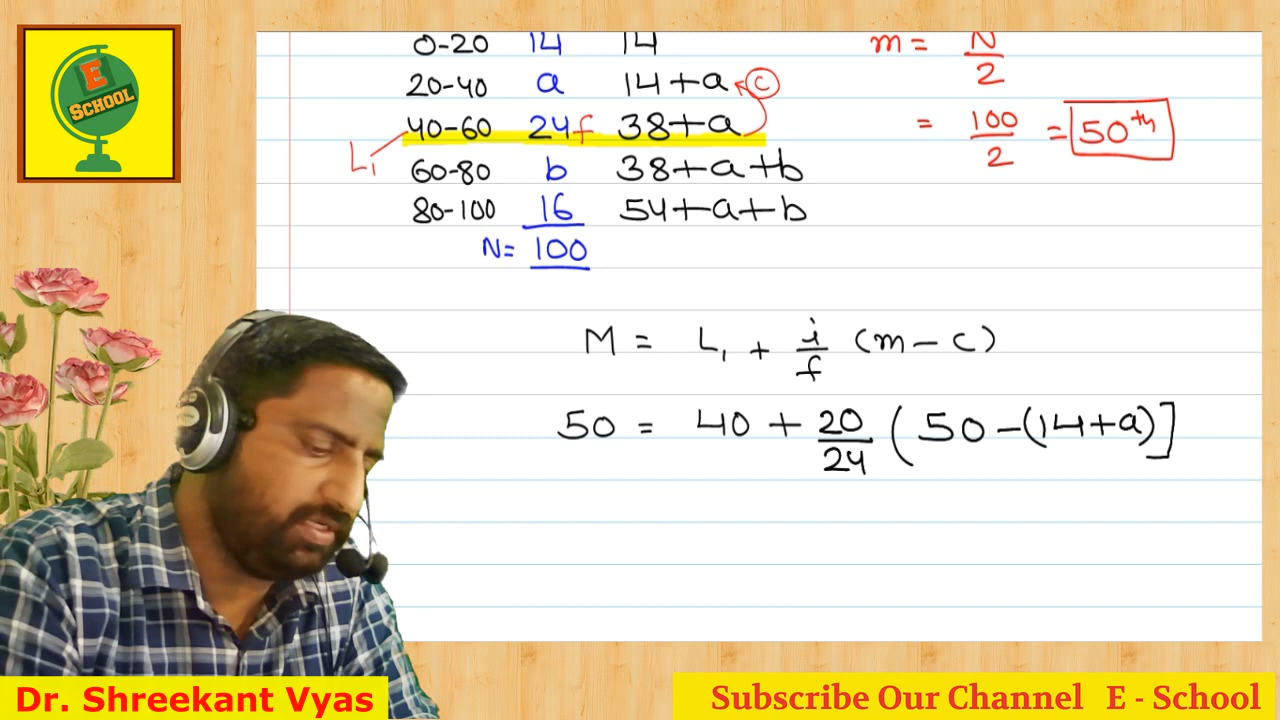 E
SCHOOL
0-20 14 14
20-40 a 14+a C
40-60 24 f 38+a
L₁
60-80 b 38+a+b
80-100 16 54+a+b
N= 100
m = N/2
= 100/2 = 50th
M = L₁ + i/f (m-c)
50 = 40 + 20/24 (50-(14+a)]
Dr. Shreekant Vyas
Subscribe Our Channel E - School